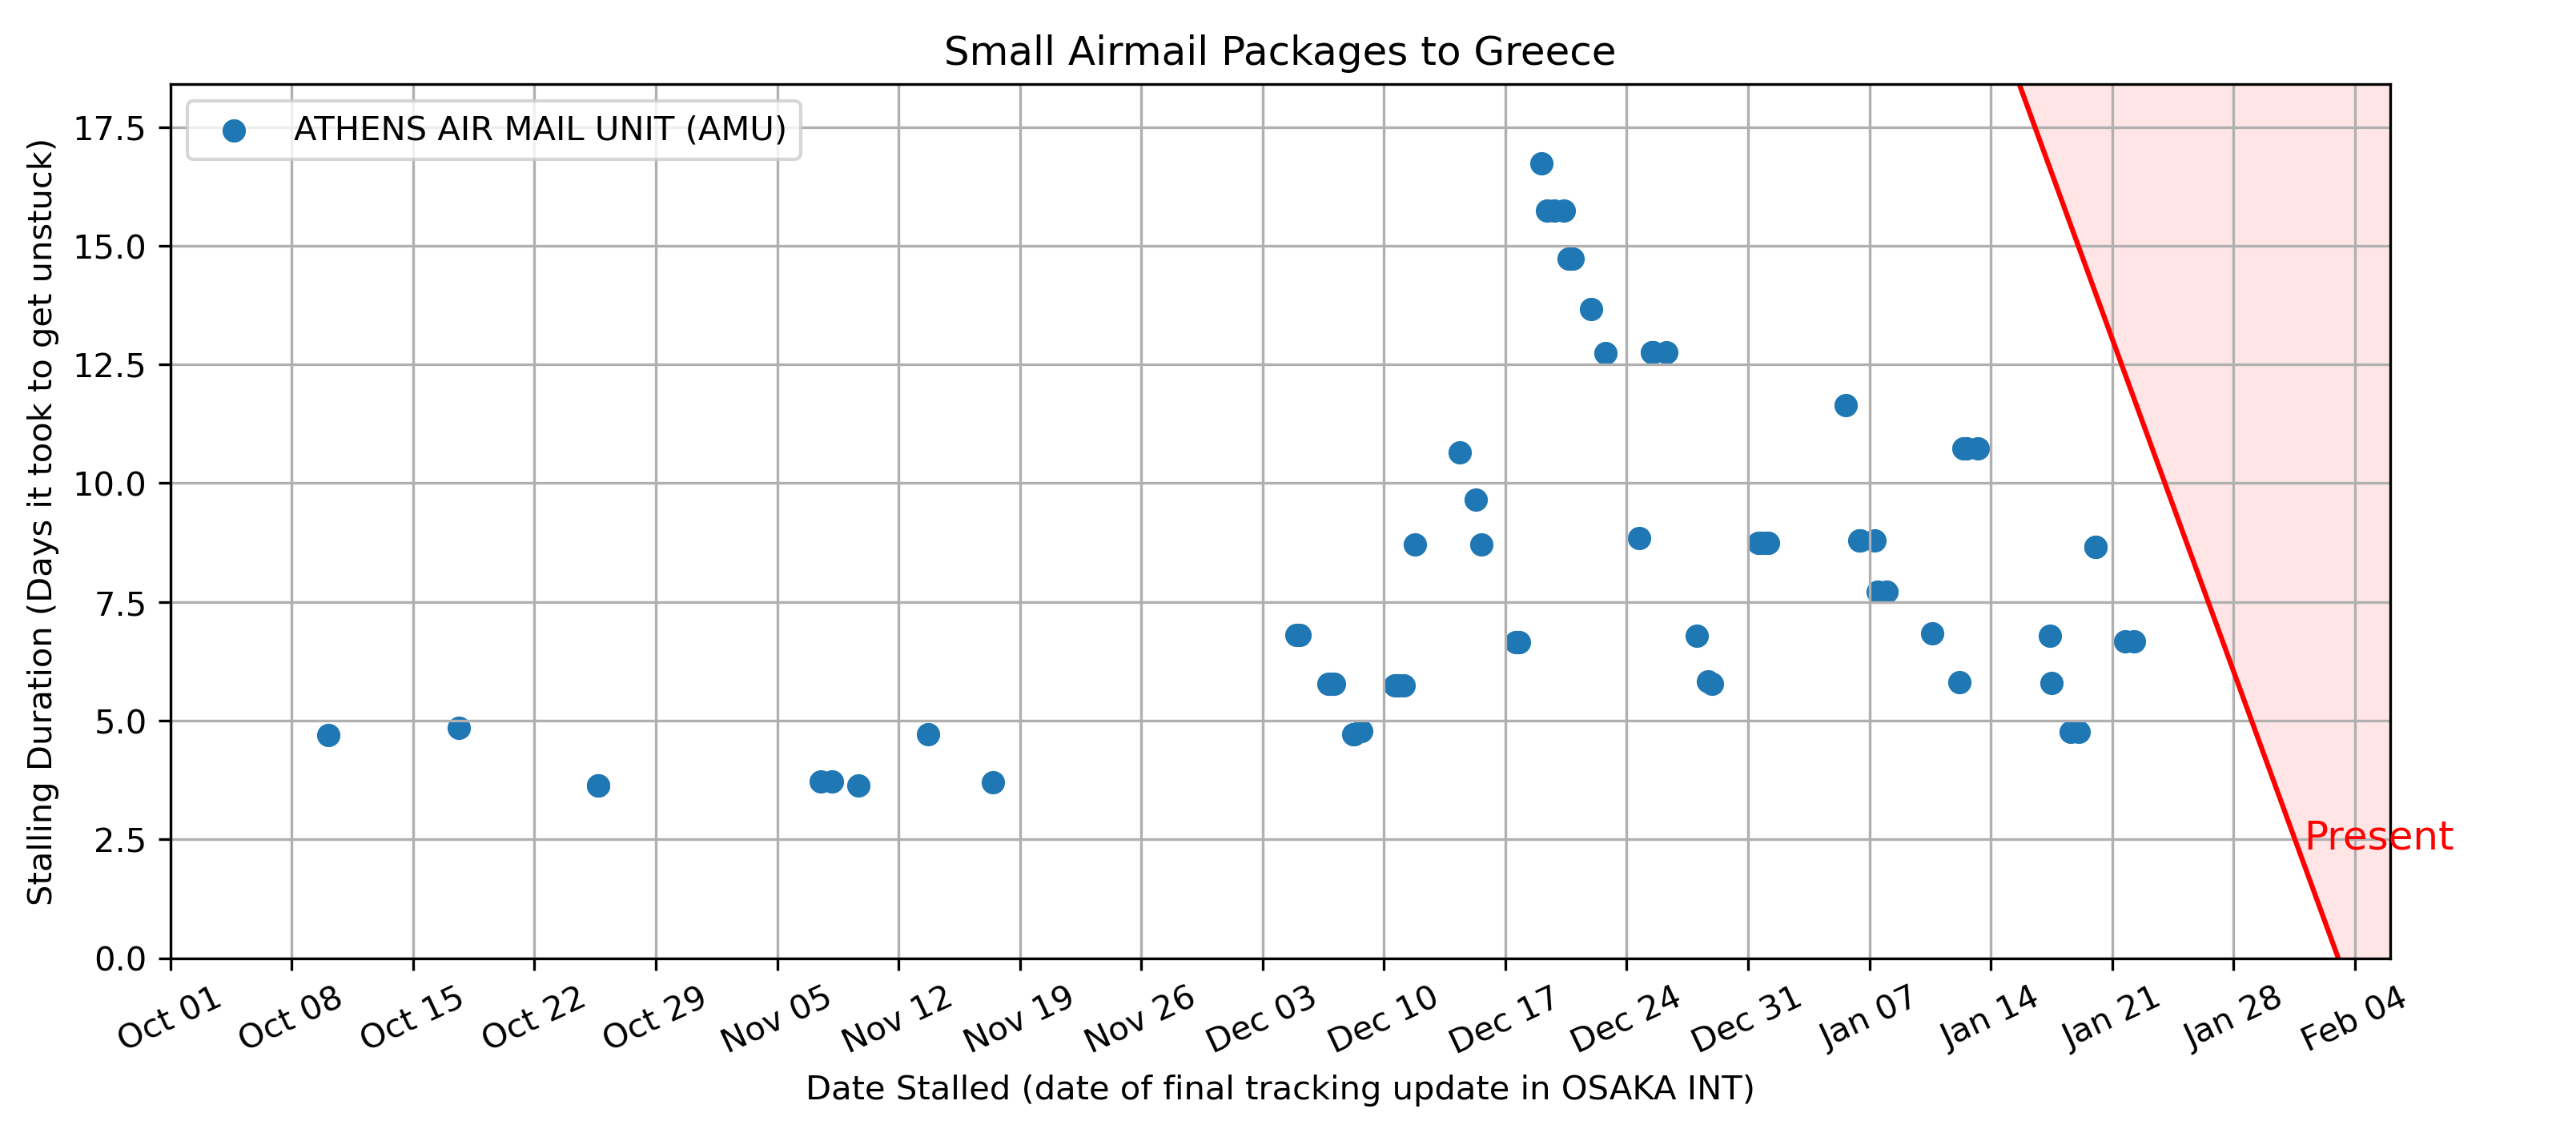 Small Airmail Packages to Greece
ATHENS AIR MAIL UNIT (AMU)
Stalling Duration (Days it took to get unstuck)
17.5
15.0
12.5
10.0
7.5
5.0
2.5
0.0
Present
Oct 01 Oct 08 Oct 15 Oct 22 Oct 29 Nov 05 Nov 12 Nov 19 Nov 26 Dec 03 Dec 10 Dec 17 Dec 24 Dec 31 Jan 07 Jan 14 Jan 21 Jan 28 Feb 04
Date Stalled (date of final tracking update in OSAKA INT)